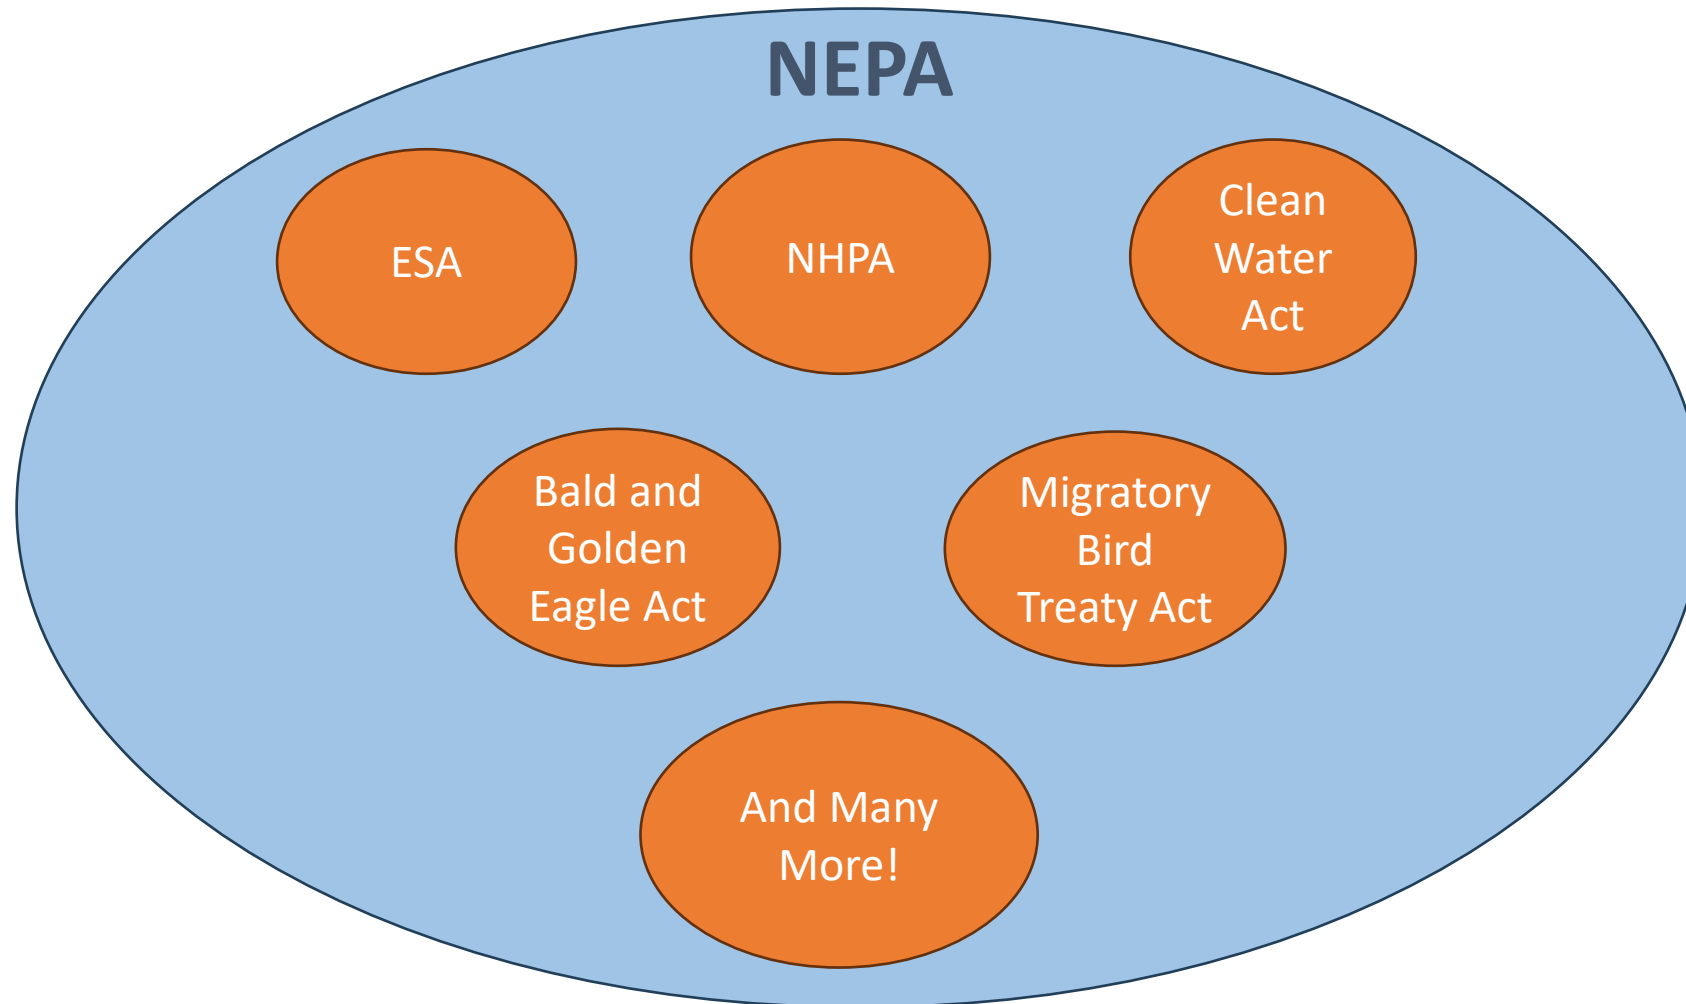 NEPA
ESA
NHPA
Clean
Water
Act
Bald and
Golden
Eagle Act
Migratory
Bird
Treaty Act
And Many
More!